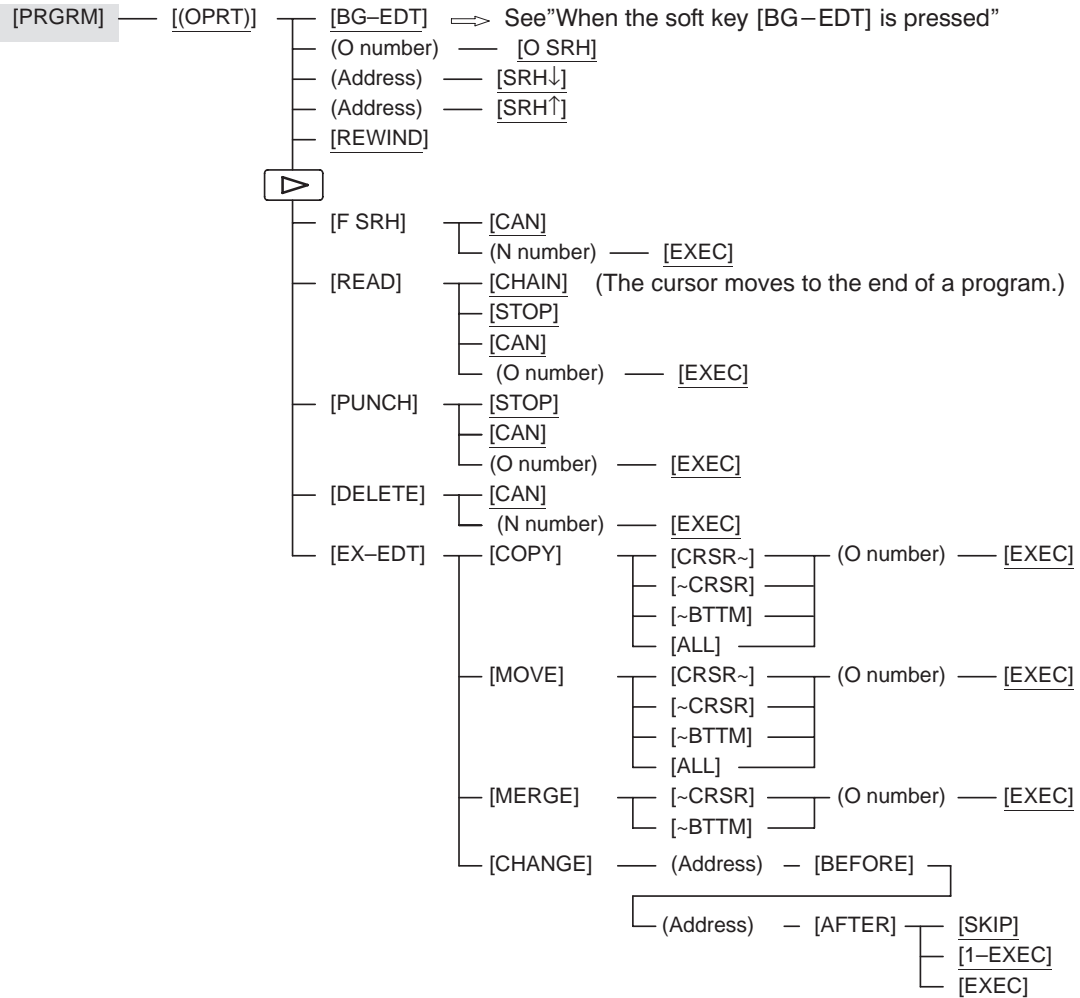 [PRGRM] [(OPRT)] [BG–EDT] See”When the soft key [BG−EDT] is pressed”
(O number) [O SRH]
(Address) [SRH↓]
(Address) [SRH↑]
[REWIND]
[F SRH] [CAN]
(N number) [EXEC]
[READ] [CHAIN] (The cursor moves to the end of a program.)
[STOP]
[CAN]
(O number) [EXEC]
[PUNCH] [STOP]
[CAN]
(O number) [EXEC]
[DELETE] [CAN]
(N number) [EXEC]
[EX–EDT] [COPY] [CRSR~] (O number) [EXEC]
[~CRSR]
[~BTTM]
[ALL]
[MOVE] [CRSR~] (O number) [EXEC]
[~CRSR]
[~BTTM]
[ALL]
[MERGE] [~CRSR] (O number) [EXEC]
[~BTTM]
[CHANGE] (Address) [BEFORE]
(Address) [AFTER] [SKIP]
[1–EXEC]
[EXEC]